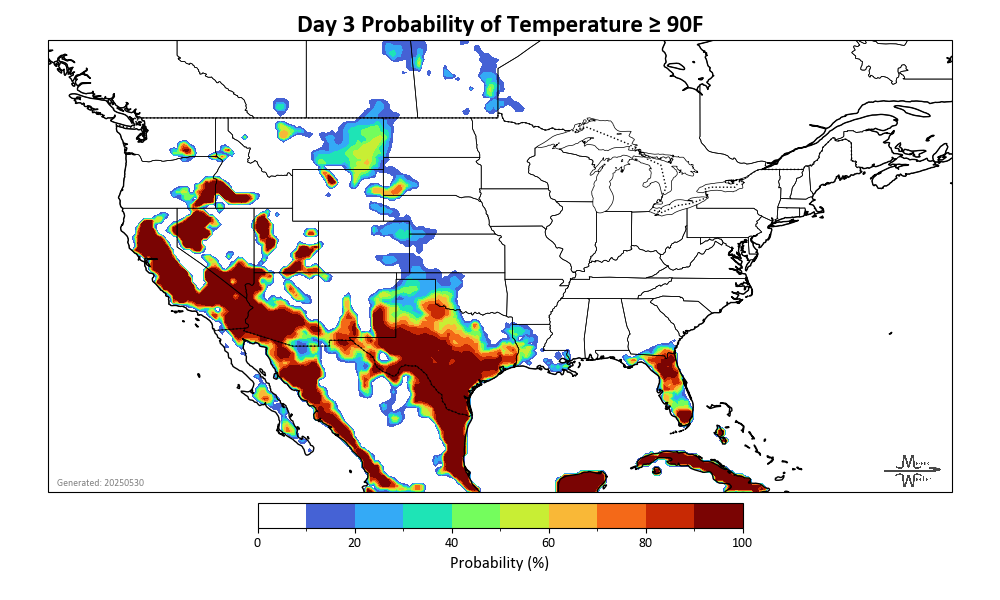 Day 3 Probability of Temperature ≥ 90F
Generated: 20250530
0 20 40 60 80 100
Probability (%)